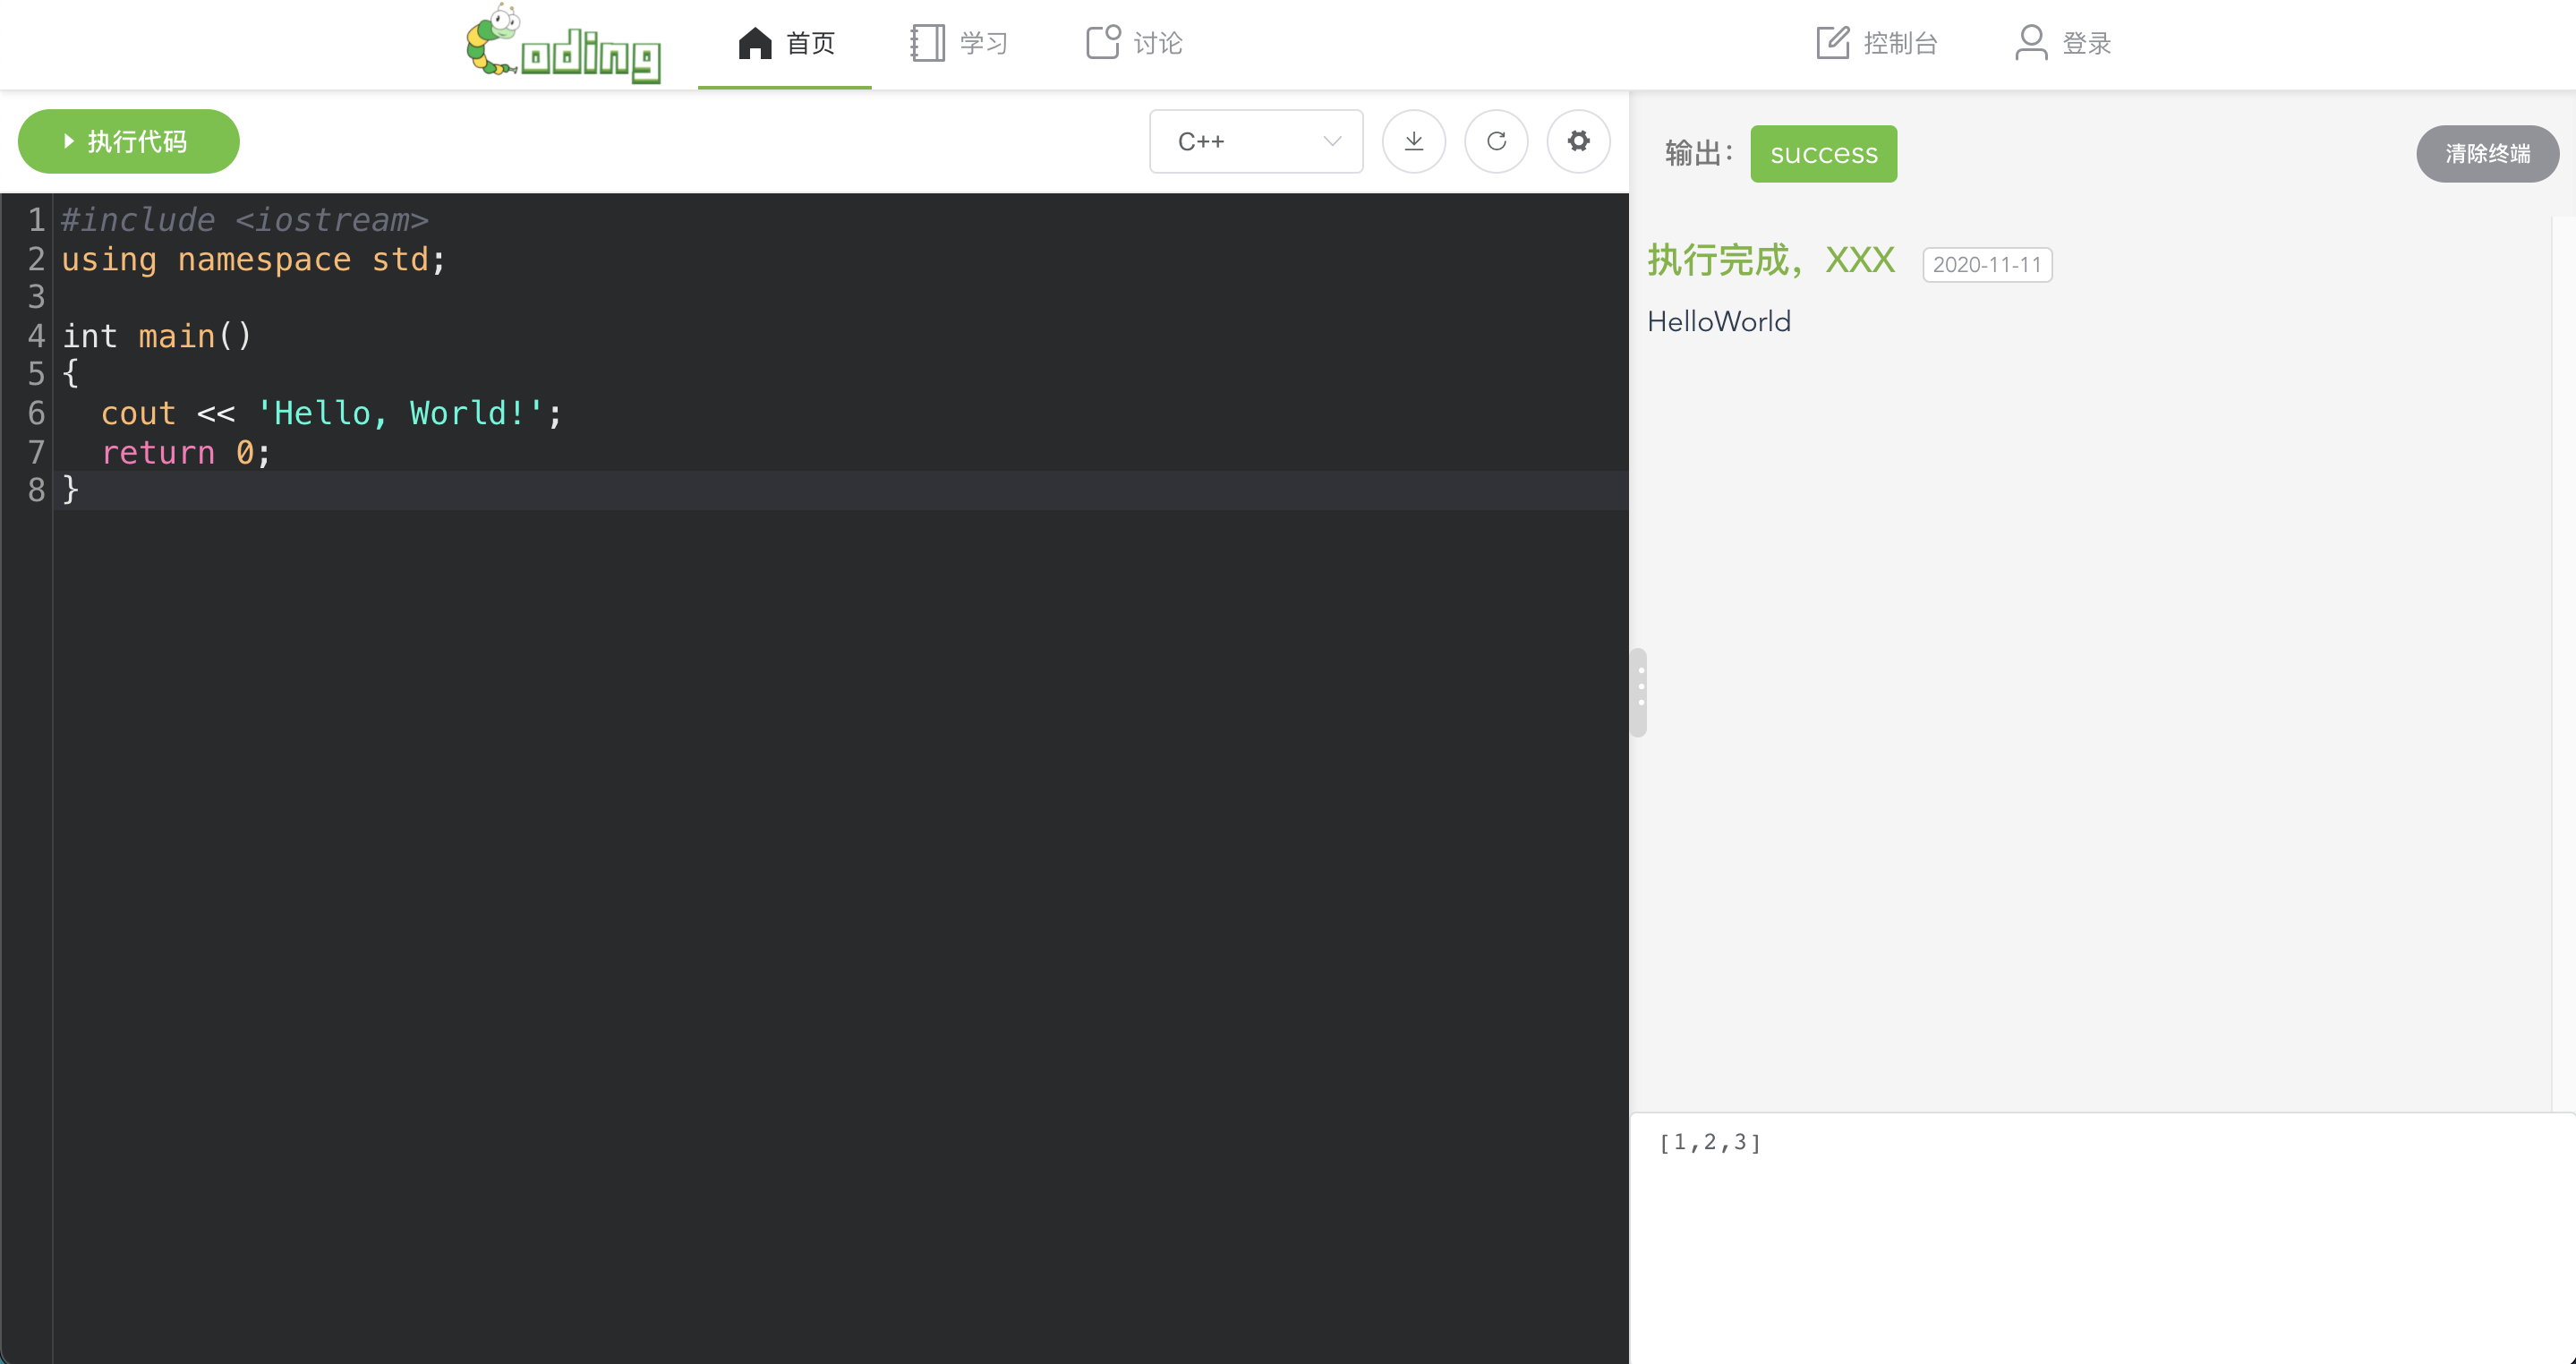 Coding 首页 学习 讨论 控制台 登录
执行代码 C++
输出： success 清除终端
1 #include <iostream>
2 using namespace std;
3
4 int main()
5 {
6   cout << 'Hello, World!';
7   return 0;
8 }
执行完成，XXX 2020-11-11
HelloWorld
[1,2,3]